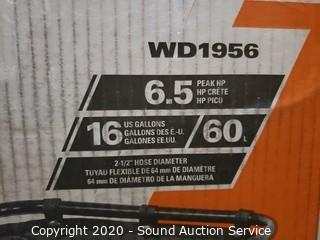 WD1956
6.5 PEAK HP
HP CRÊTE
HP PICO
16 US GALLONS
GALLONS DES É.-U.
GALONES EE.UU.
60L
2-1/2" HOSE DIAMETER
TUYAU FLEXIBLE DE 64 mm DE DIAMÈTRE
64 mm DE DIÁMETRO DE LA MANGUERA
Copyright 2020 - Sound Auction Service